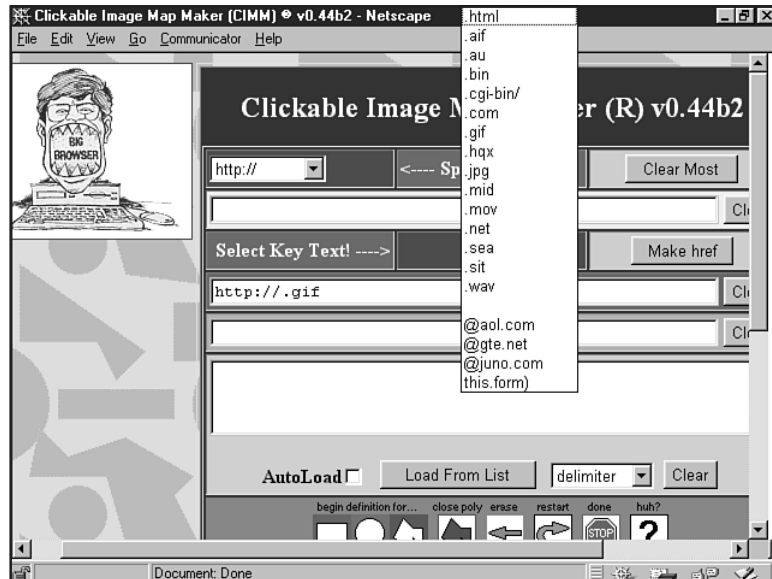 Clickable Image Map Maker (CIMM) ® v0.44b2 - Netscape
File Edit View Go Communicator Help
BIG
BROWSER
Clickable Image M er (R) v0.44b2
http://
<---- Sp
Clear Most
Cl
Select Key Text! ---->
Make href
http://.gif
Cl
Cl
.html
.aif
.au
.bin
.cgi-bin/
.com
.gif
.hqx
.jpg
.mid
.mov
.net
.sea
.sit
.wav
@aol.com
@gte.net
@juno.com
this.form)
AutoLoad
Load From List
delimiter
Clear
begin definition for... close poly erase restart done huh?
STOP
?
Document: Done